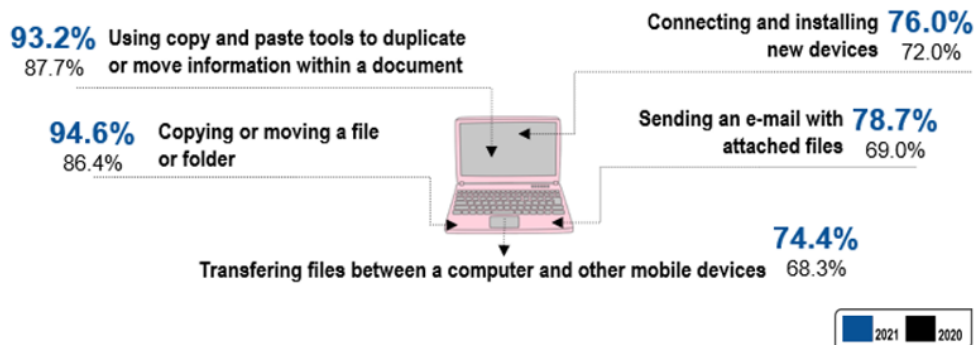 93.2% Using copy and paste tools to duplicate
87.7% or move information within a document
Connecting and installing 76.0%
new devices 72.0%
94.6% Copying or moving a file
86.4% or folder
Sending an e-mail with 78.7%
attached files 69.0%
74.4%
Transfering files between a computer and other mobile devices 68.3%
2021 2020